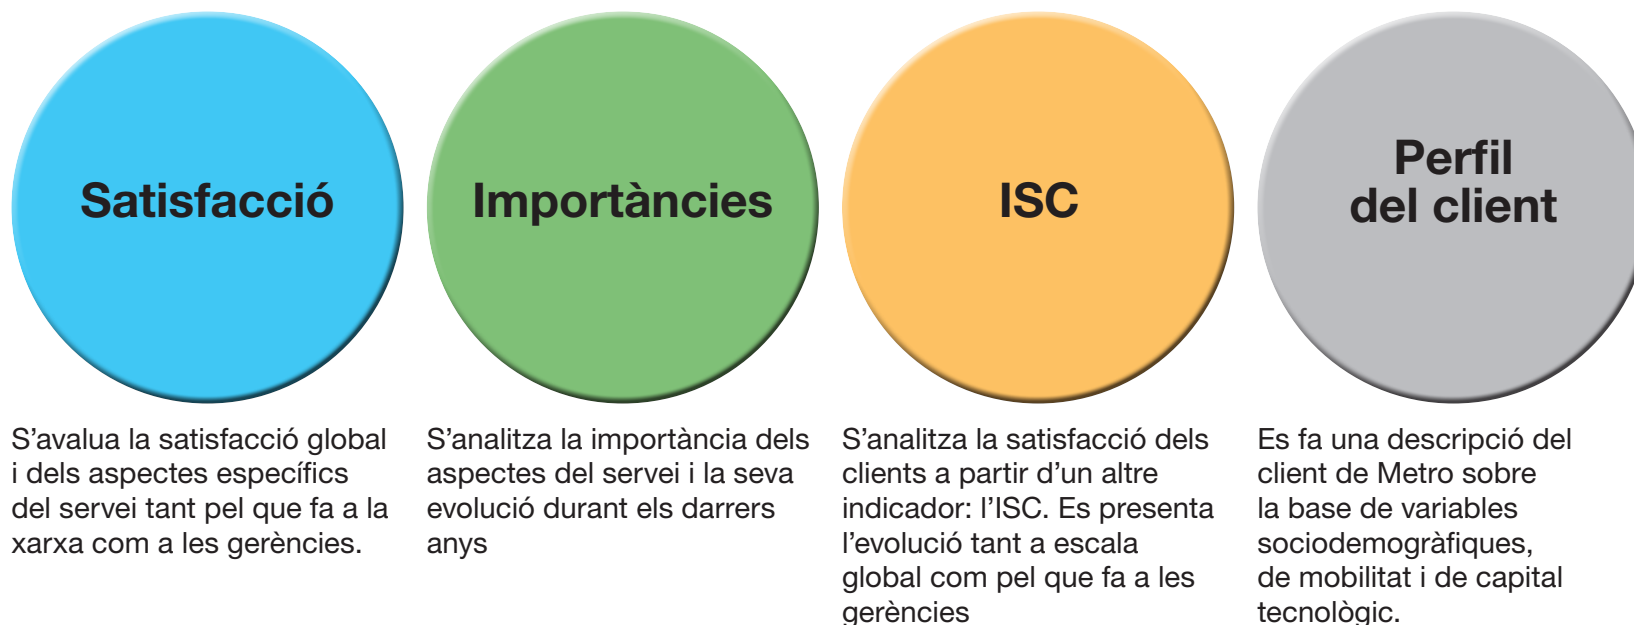 Satisfacció
S’avalua la satisfacció global
i dels aspectes específics
del servei tant pel que fa a la
xarxa com a les gerències.
Importàncies
S’analitza la importància dels
aspectes del servei i la seva
evolució durant els darrers
anys
ISC
S’analitza la satisfacció dels
clients a partir d’un altre
indicador: l’ISC. Es presenta
l’evolució tant a escala
global com pel que fa a les
gerències
Perfil
del client
Es fa una descripció del
client de Metro sobre
la base de variables
sociodemogràfiques,
de mobilitat i de capital
tecnològic.